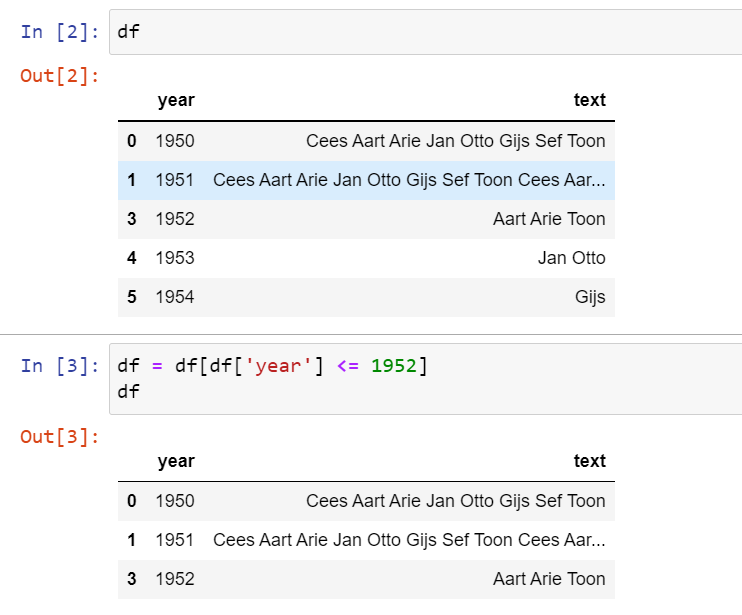 In [2]: df
Out[2]:
year text
0 1950 Cees Aart Arie Jan Otto Gijs Sef Toon
1 1951 Cees Aart Arie Jan Otto Gijs Sef Toon Cees Aar...
3 1952 Aart Arie Toon
4 1953 Jan Otto
5 1954 Gijs
In [3]: df = df[df['year'] <= 1952]
df
Out[3]:
year text
0 1950 Cees Aart Arie Jan Otto Gijs Sef Toon
1 1951 Cees Aart Arie Jan Otto Gijs Sef Toon Cees Aar...
3 1952 Aart Arie Toon